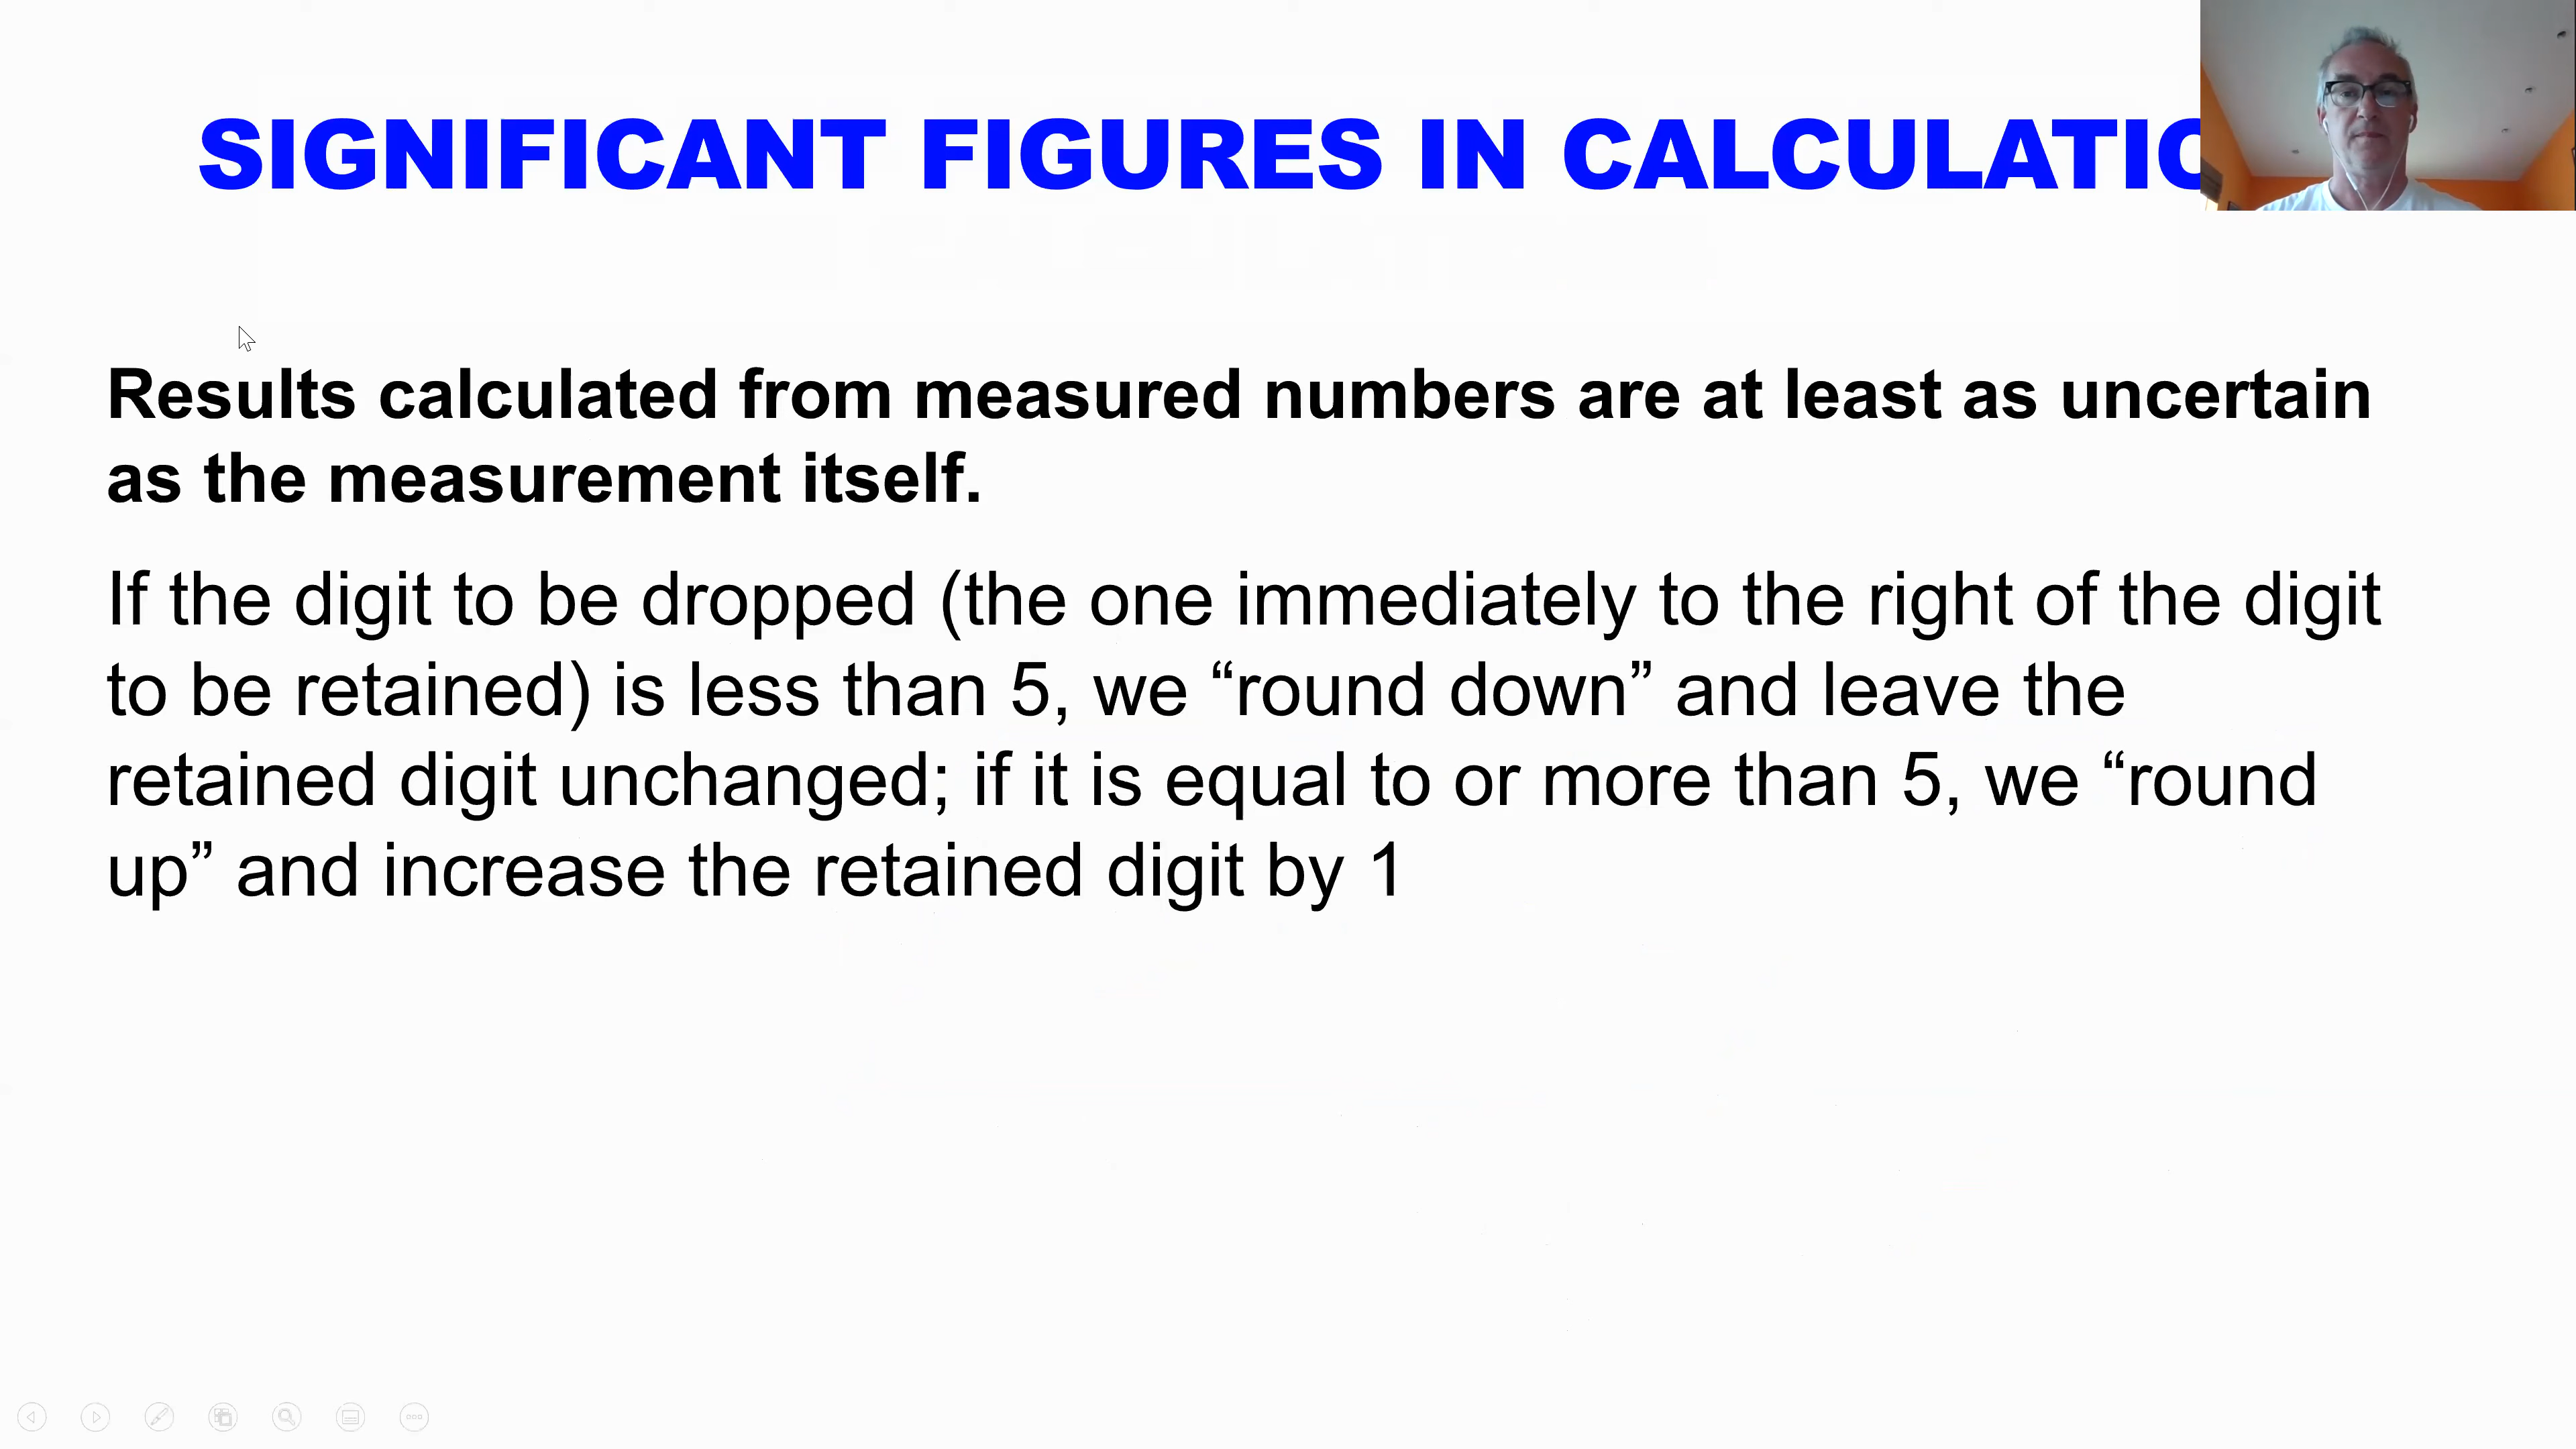 SIGNIFICANT FIGURES IN
Results calculated from measured numbers are at least as uncertain
as the measurement itself.
If the digit to be dropped (the one immediately to the right of the digit
to be retained) is less than 5, we “round down” and leave the
retained digit unchanged; if it is equal to or more than 5, we “round
up” and increase the retained digit by 1